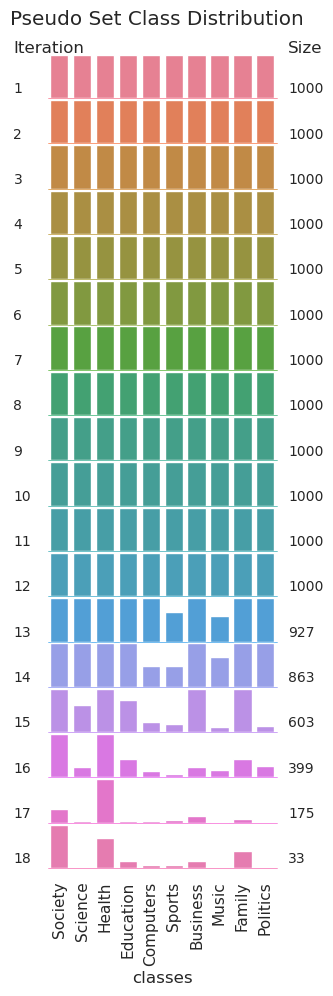 Pseudo Set Class Distribution
Iteration Size
1 1000
2 1000
3 1000
4 1000
5 1000
6 1000
7 1000
8 1000
9 1000
10 1000
11 1000
12 1000
13 927
14 863
15 603
16 399
17 175
18 33
Society
Science
Health
Education
Computers
Sports
Business
Music
Family
Politics
classes